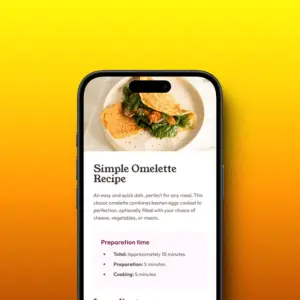 Simple Omelette
Recipe
An easy and quick dish, perfect for any meal. This
classic omelette combines beaten eggs cooked to
perfection, optionally filled with your choice of
cheese, vegetables, or meats.
Preparation time
• Total: Approximately 10 minutes
• Preparation: 5 minutes
• Cooking: 5 minutes